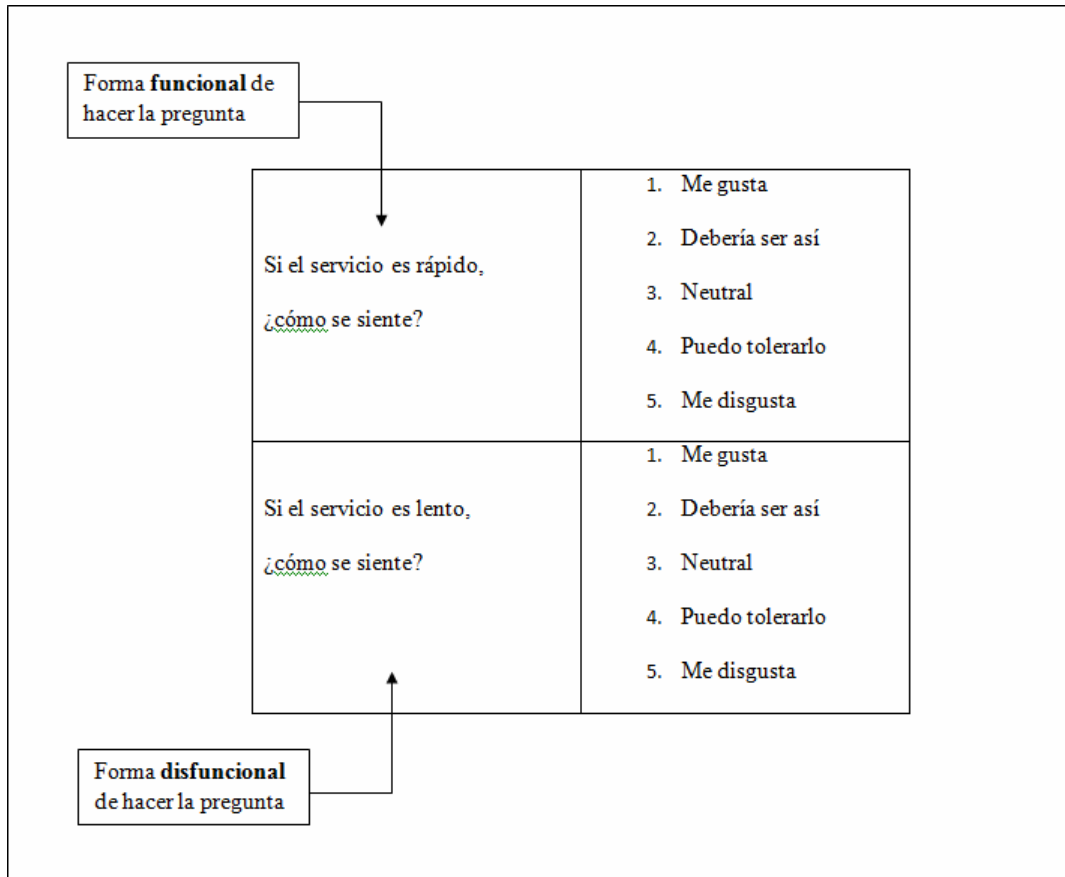 Forma funcional de
hacer la pregunta
Si el servicio es rápido,
¿cómo se siente?
1. Me gusta
2. Debería ser así
3. Neutral
4. Puedo tolerarlo
5. Me disgusta
Si el servicio es lento,
¿cómo se siente?
1. Me gusta
2. Debería ser así
3. Neutral
4. Puedo tolerarlo
5. Me disgusta
Forma disfuncional
de hacer la pregunta